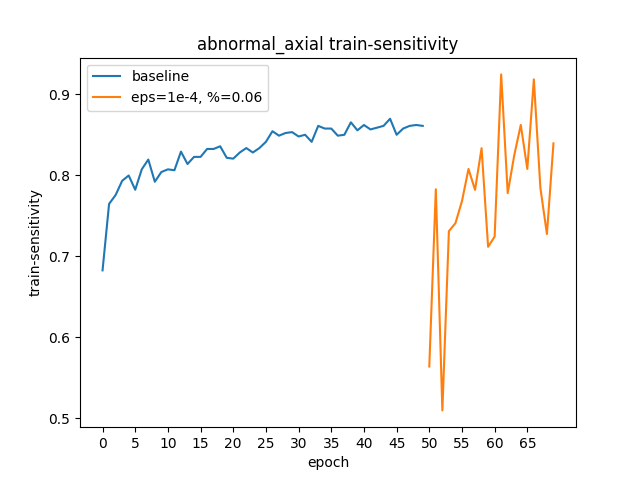 abnormal_axial train-sensitivity
baseline
eps=1e-4, %=0.06
train-sensitivity
0.9
0.8
0.7
0.6
0.5
0 5 10 15 20 25 30 35 40 45 50 55 60 65
epoch